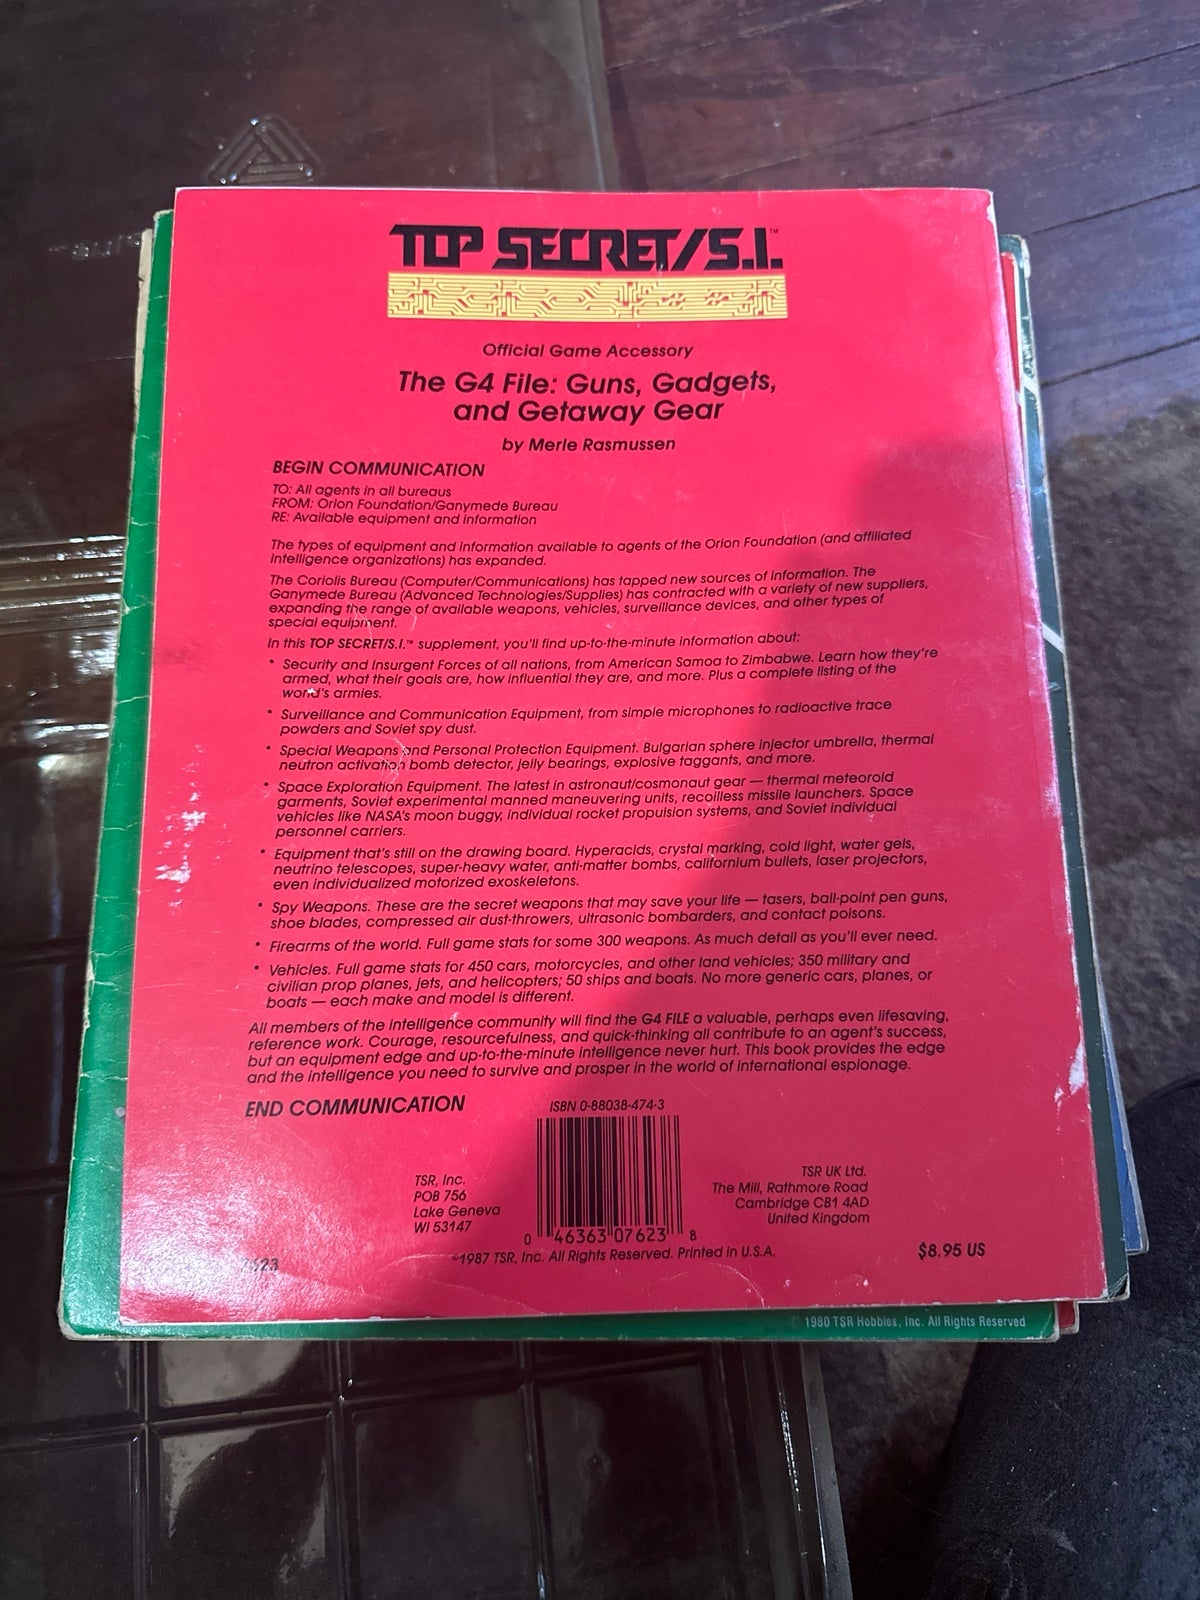 TOP SECRET/S.I.™
Official Game Accessory
The G4 File: Guns, Gadgets,
and Getaway Gear
by Merle Rasmussen
BEGIN COMMUNICATION
TO: All agents in all bureaus
FROM: Orion Foundation/Ganymede Bureau
RE: Available equipment and information
The types of equipment and information available to agents of the Orion Foundation (and affiliated
intelligence organizations) has expanded.
The Coriolis Bureau (Computer/Communications) has tapped new sources of information. The
Ganymede Bureau (Advanced Technologies/Supplies) has contracted with a variety of new suppliers,
expanding the range of available weapons, vehicles, surveillance devices, and other types of
special equipment.
In this TOP SECRET/S.I.™ supplement, you'll find up-to-the-minute information about:
• Security and Insurgent Forces of all nations, from American Samoa to Zimbabwe. Learn how they're
armed, what their goals are, how influential they are, and more. Plus a complete listing of the
world's armies.
• Surveillance and Communication Equipment, from simple microphones to radioactive trace
powders and Soviet spy dust.
• Special Weapons and Personal Protection Equipment. Bulgarian sphere injector umbrella, thermal
neutron activation bomb detector, jelly bearings, explosive taggants, and more.
• Space Exploration Equipment. The latest in astronaut/cosmonaut gear — thermal meteoroid
garments, Soviet experimental manned maneuvering units, recoilless missile launchers. Space
vehicles like NASA's moon buggy, individual rocket propulsion systems, and Soviet individual
personnel carriers.
• Equipment that's still on the drawing board. Hyperacids, crystal marking, cold light, water gels,
neutrino telescopes, super-heavy water, anti-matter bombs, californium bullets, laser projectors,
even individualized motorized exoskeletons.
• Spy Weapons. These are the secret weapons that may save your life — tasers, ball-point pen guns,
shoe blades, compressed air dust-throwers, ultrasonic bombarders, and contact poisons.
• Firearms of the world. Full game stats for some 300 weapons. As much detail as you'll ever need.
• Vehicles. Full game stats for 450 cars, motorcycles, and other land vehicles; 350 military and
civilian prop planes, jets, and helicopters; 50 ships and boats. No more generic cars, planes, or
boats — each make and model is different.
All members of the intelligence community will find the G4 FILE a valuable, perhaps even lifesaving,
reference work. Courage, resourcefulness, and quick-thinking all contribute to an agent's success,
but an equipment edge and up-to-the-minute intelligence never hurt. This book provides the edge
and the intelligence you need to survive and prosper in the world of international espionage.
END COMMUNICATION
ISBN 0-88038-474-3
TSR, Inc.
POB 756
Lake Geneva
WI 53147
0 46363 07623 8
TSR UK Ltd.
The Mill, Rathmore Road
Cambridge CB1 4AD
United Kingdom
©1987 TSR, Inc. All Rights Reserved. Printed in U.S.A.
$8.95 US
© 1980 TSR Hobbies, Inc. All Rights Reserved